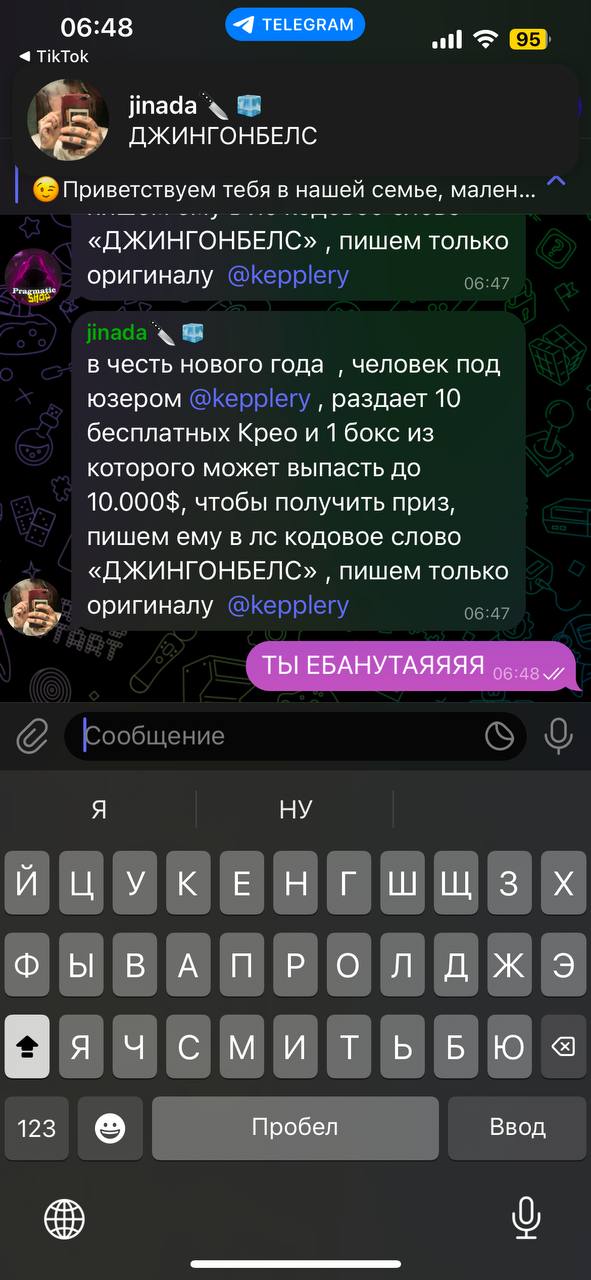 06:48
TELEGRAM
95
◀ TikTok
jinada🔪🧊
ДЖИНГОНБЕЛС
😉Приветствуем тебя в нашей семье, мален...
«ДЖИНГОНБЕЛС» , пишем только
оригиналу @kepplery
06:47
Pragmatic
Shop
jinada🔪🧊
в честь нового года , человек под
юзером @kepplery , раздает 10
бесплатных Крео и 1 бокс из
которого может выпасть до
10.000$, чтобы получить приз,
пишем ему в лс кодовое слово
«ДЖИНГОНБЕЛС» , пишем только
оригиналу @kepplery
06:47
ТЫ ЕБАНУТАЯЯЯЯ 06:48
Сообщение
Я НУ
Й Ц У К Е Н Г Ш Щ З Х
Ф Ы В А П Р О Л Д Ж Э
Я Ч С М И Т Ь Б Ю
123 Пробел Ввод